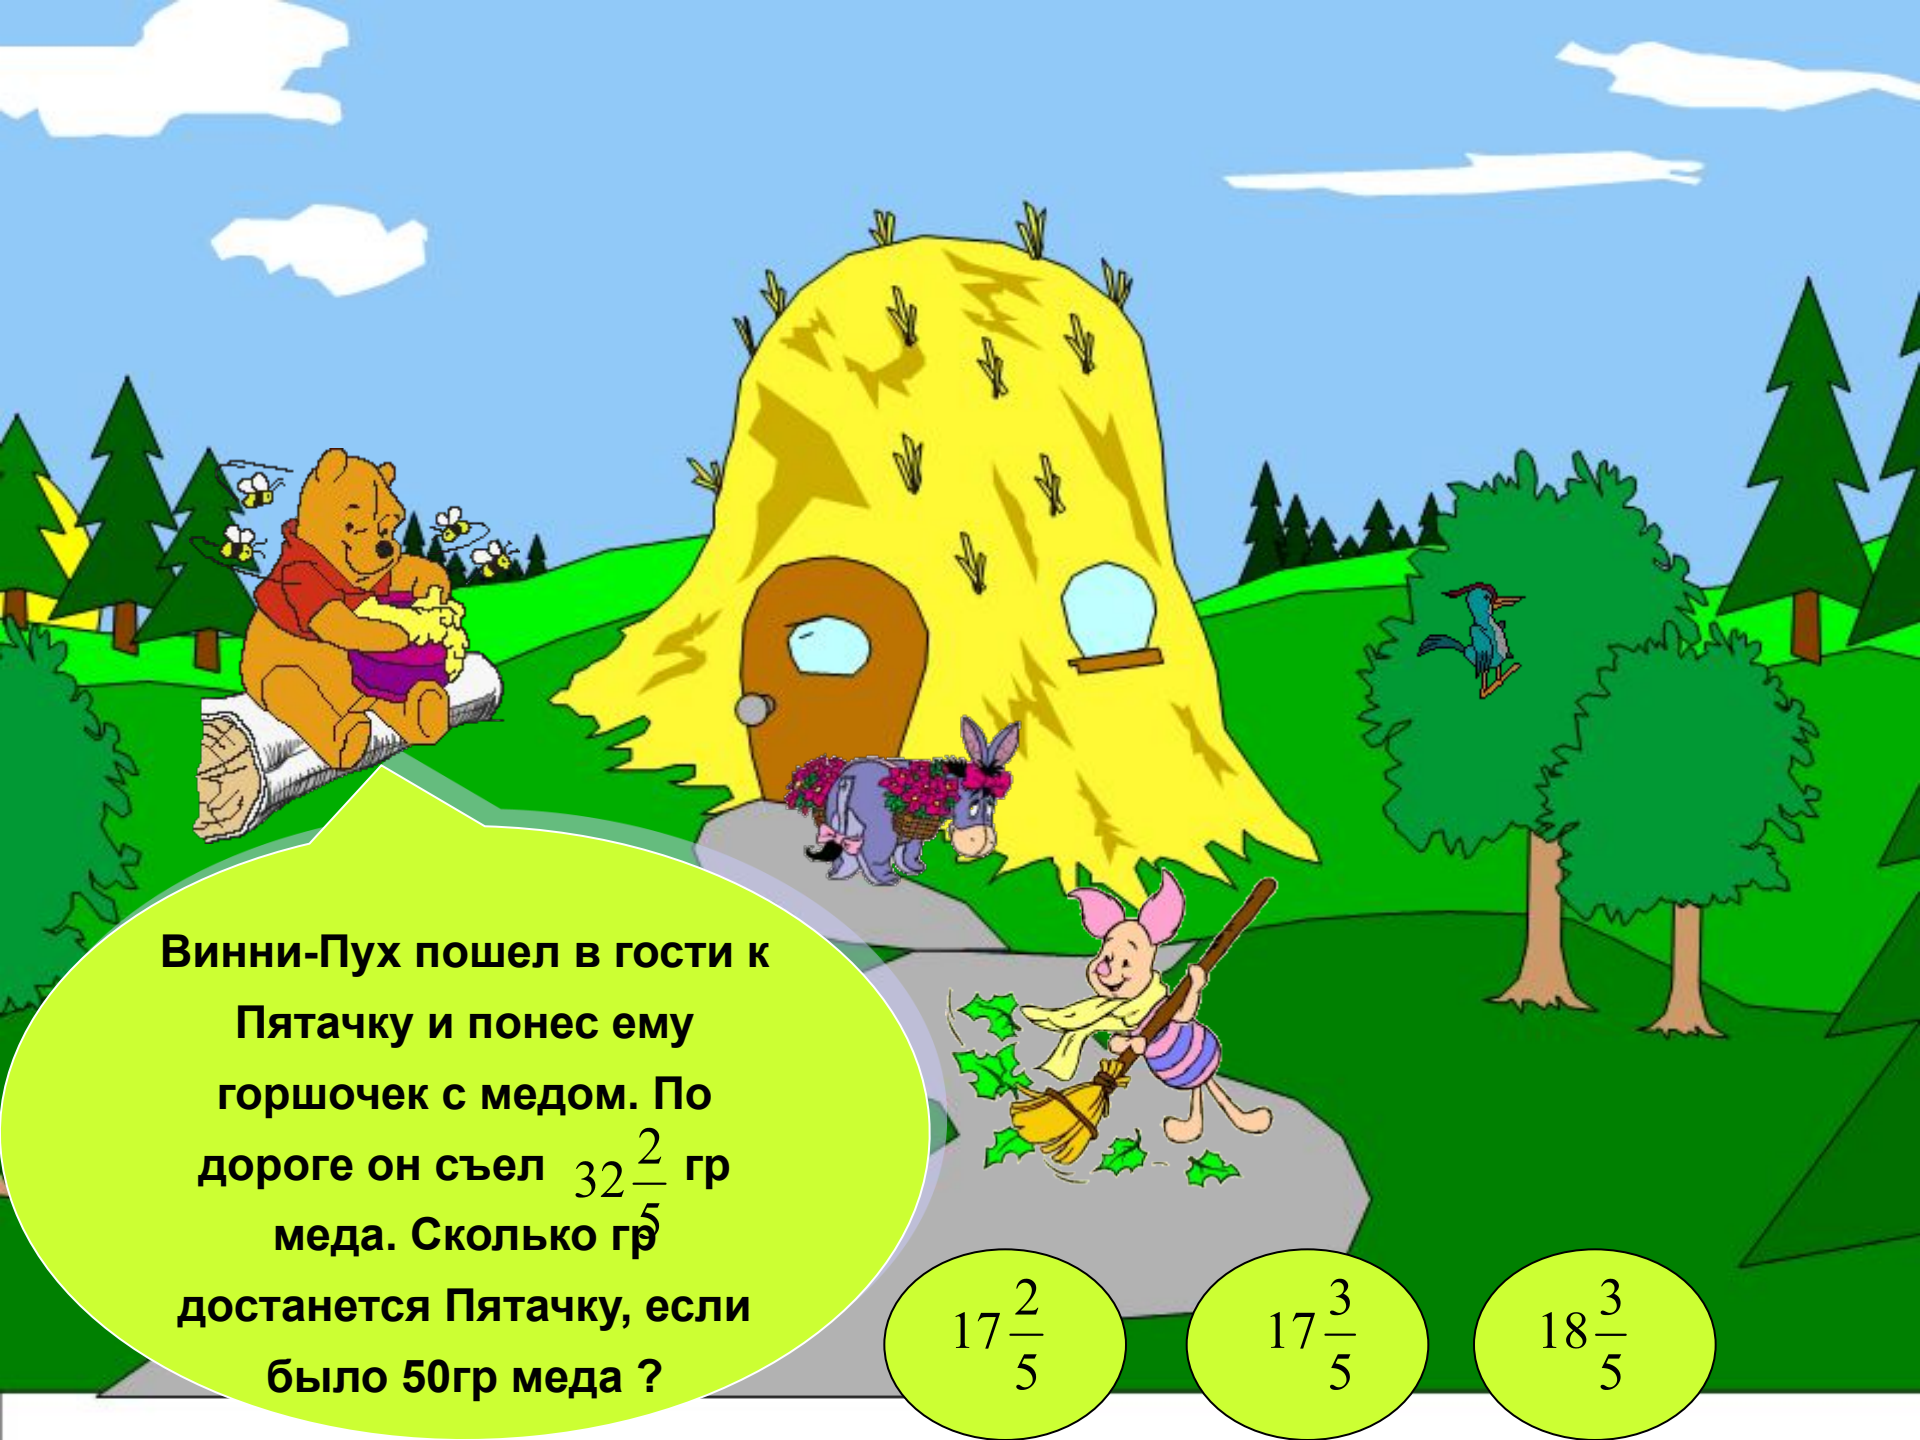 Винни-Пух пошел в гости к
Пятачку и понес ему
горшочек с медом. По
дороге он съел 32 2/5 гр
меда. Сколько гр
достанется Пятачку, если
было 50гр меда ?
17 2/5
17 3/5
18 3/5